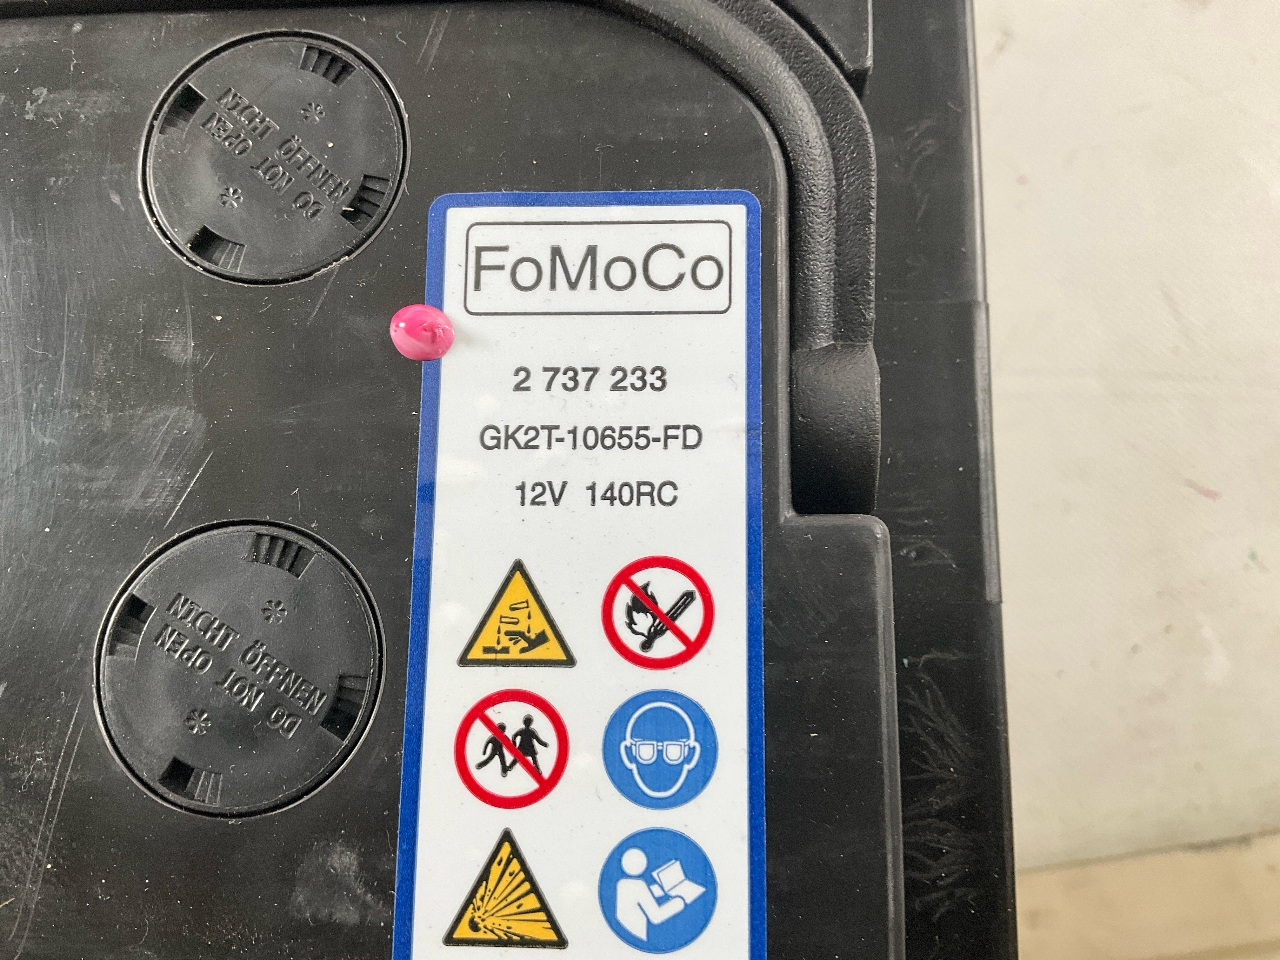 NICHT ÖFFNEN
DO NOT OPEN
FoMoCo
2 737 233
GK2T-10655-FD
12V 140RC
NICHT ÖFFNEN
DO NOT OPEN